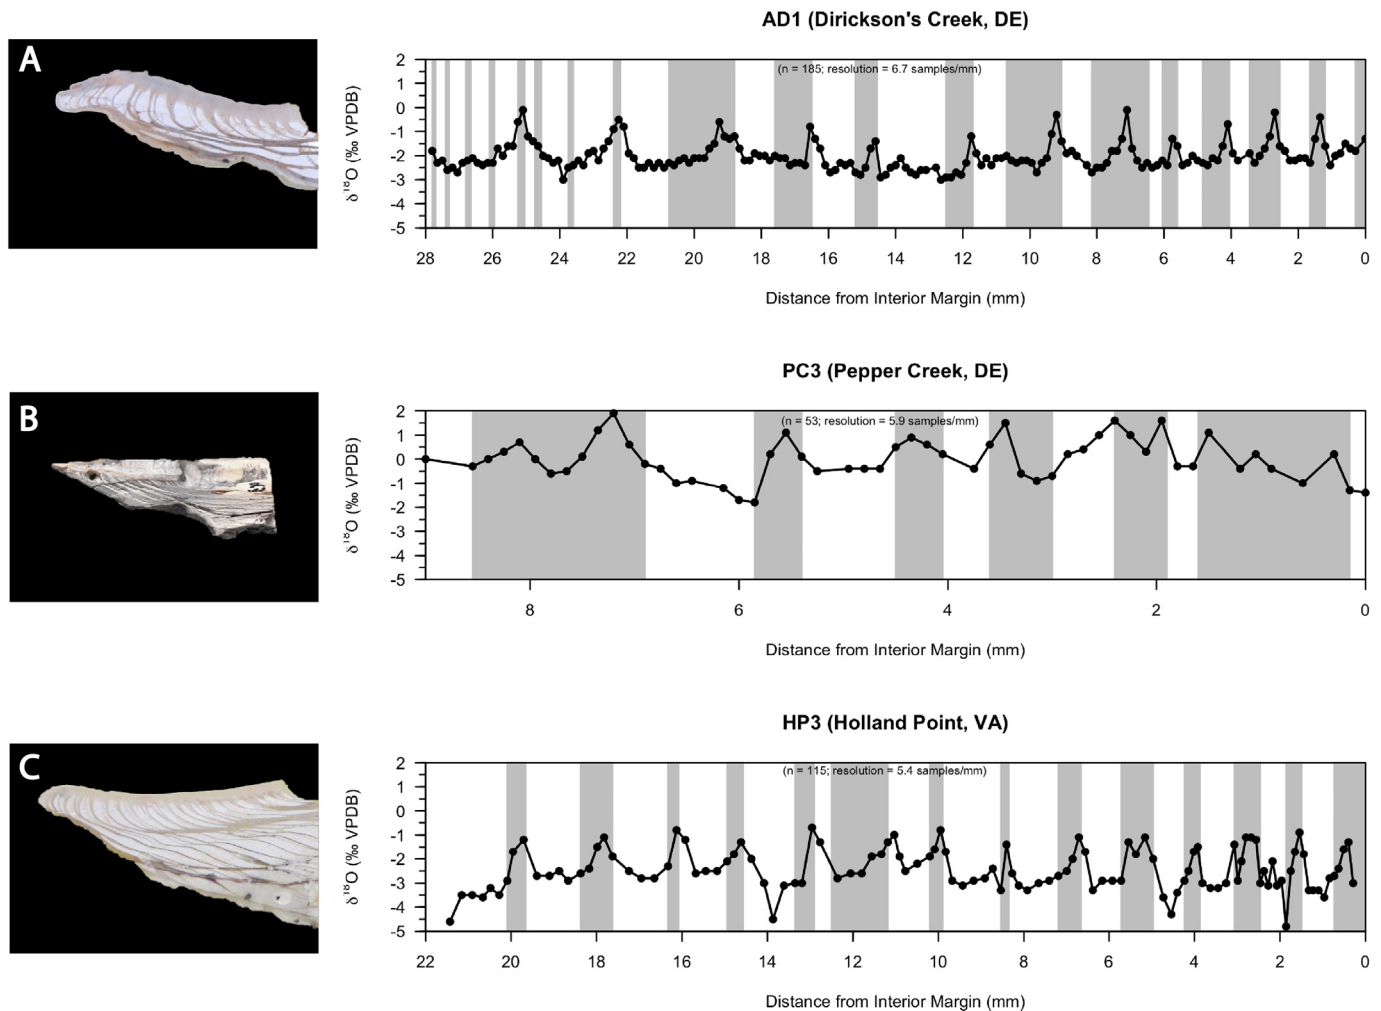 AD1 (Dirickson's Creek, DE)
A
(n = 185; resolution = 6.7 samples/mm)
δ¹⁸O (‰ VPDB)
2
1
0
-1
-2
-3
-4
-5
28 26 24 22 20 18 16 14 12 10 8 6 4 2 0
Distance from Interior Margin (mm)
PC3 (Pepper Creek, DE)
B
(n = 53; resolution = 5.9 samples/mm)
δ¹⁸O (‰ VPDB)
2
1
0
-1
-2
-3
-4
-5
8 6 4 2 0
Distance from Interior Margin (mm)
HP3 (Holland Point, VA)
C
(n = 115; resolution = 5.4 samples/mm)
δ¹⁸O (‰ VPDB)
2
1
0
-1
-2
-3
-4
-5
22 20 18 16 14 12 10 8 6 4 2 0
Distance from Interior Margin (mm)